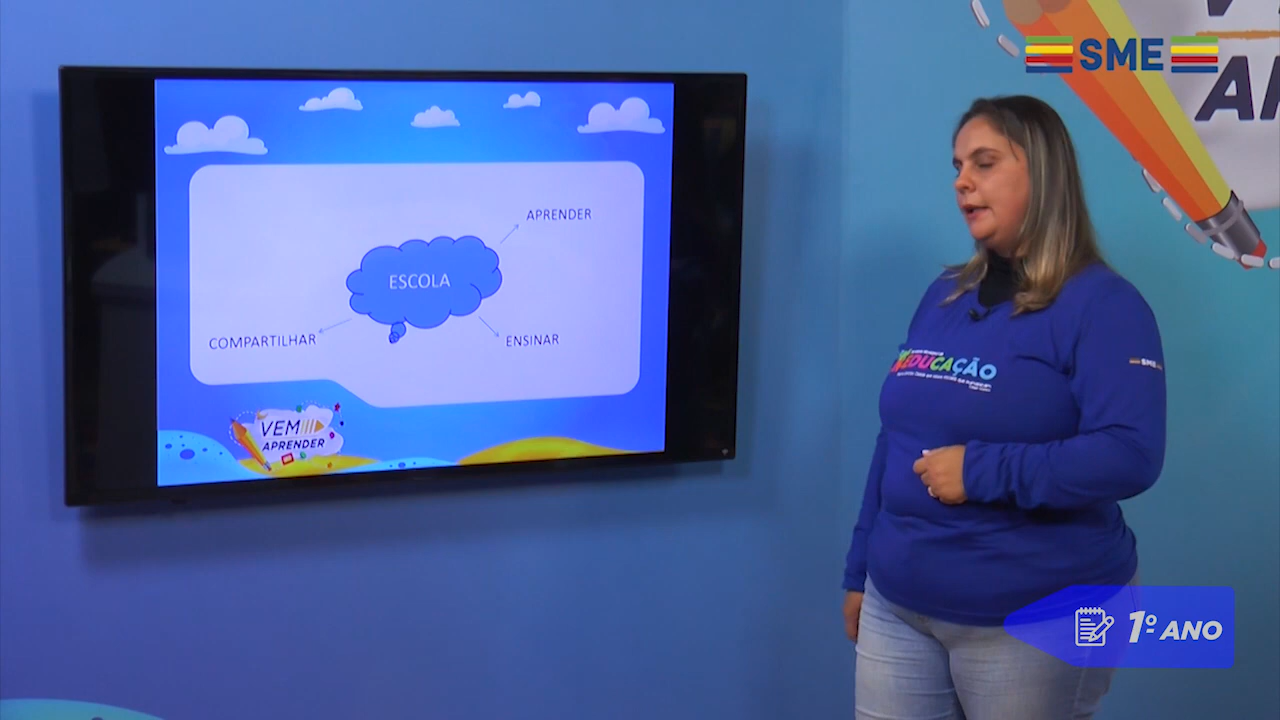 SME
APRENDER
ESCOLA
COMPARTILHAR
ENSINAR
VEM
APRENDER
EDUCAÇÃO
SME
1º ANO